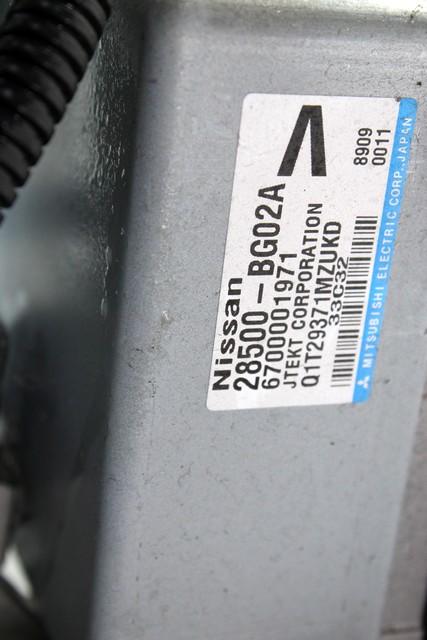 Nissan
28500-BG02A
6700001971
JTEKT CORPORATION
Q1T29371MZUKD
33C32
8909
0011
MITSUBISHI ELECTRIC CORP. JAPAN